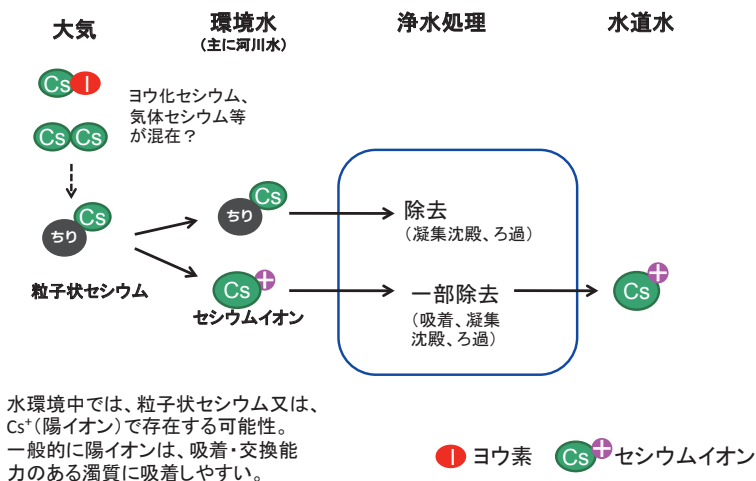 大気
環境水
(主に河川水)
浄水処理
水道水
Cs I
Cs Cs
ヨウ化セシウム、
気体セシウム等
が混在？
ちり Cs
粒子状セシウム
ちり Cs
Cs +
セシウムイオン
除去
(凝集沈殿、ろ過)
一部除去
(吸着、凝集
沈殿、ろ過)
Cs +
水環境中では、粒子状セシウム又は、
Cs⁺(陽イオン)で存在する可能性。
一般的に陽イオンは、吸着・交換能
力のある濁質に吸着しやすい。
I ヨウ素
Cs + セシウムイオン